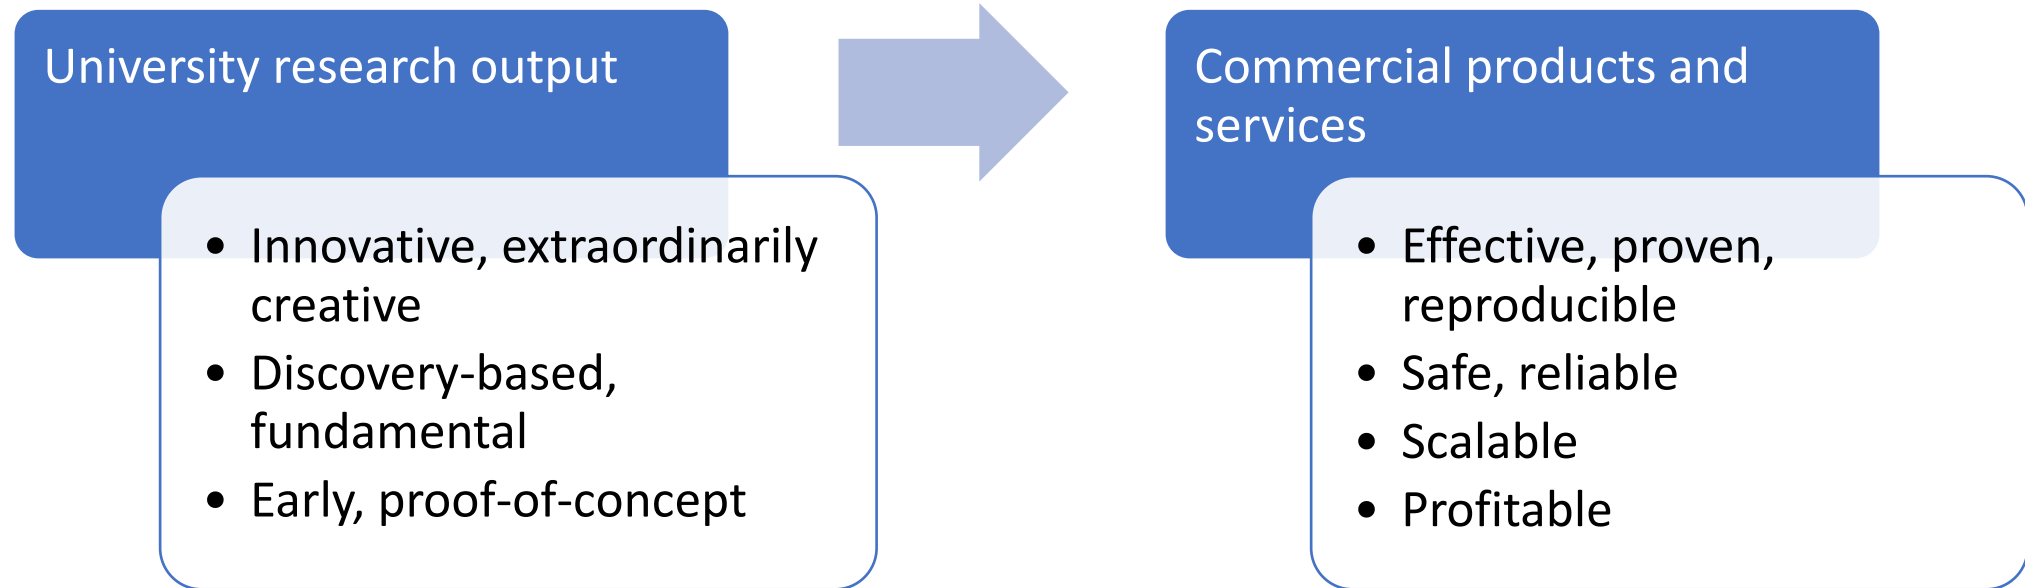 University research output
• Innovative, extraordinarily
creative
• Discovery-based,
fundamental
• Early, proof-of-concept
Commercial products and
services
• Effective, proven,
reproducible
• Safe, reliable
• Scalable
• Profitable